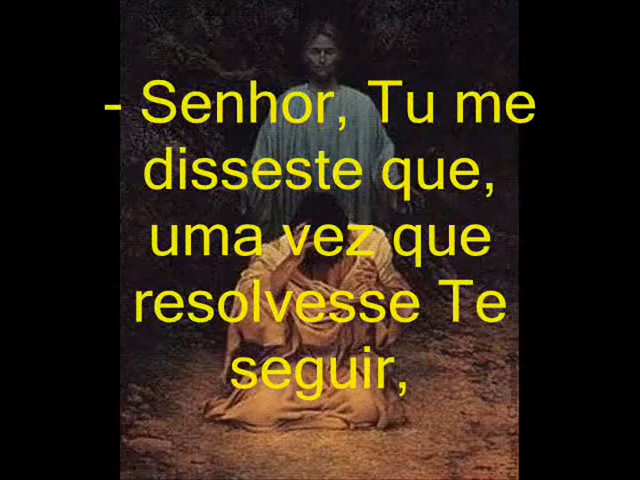 - Senhor, Tu me
disseste que,
uma vez que
resolvesse Te
seguir,